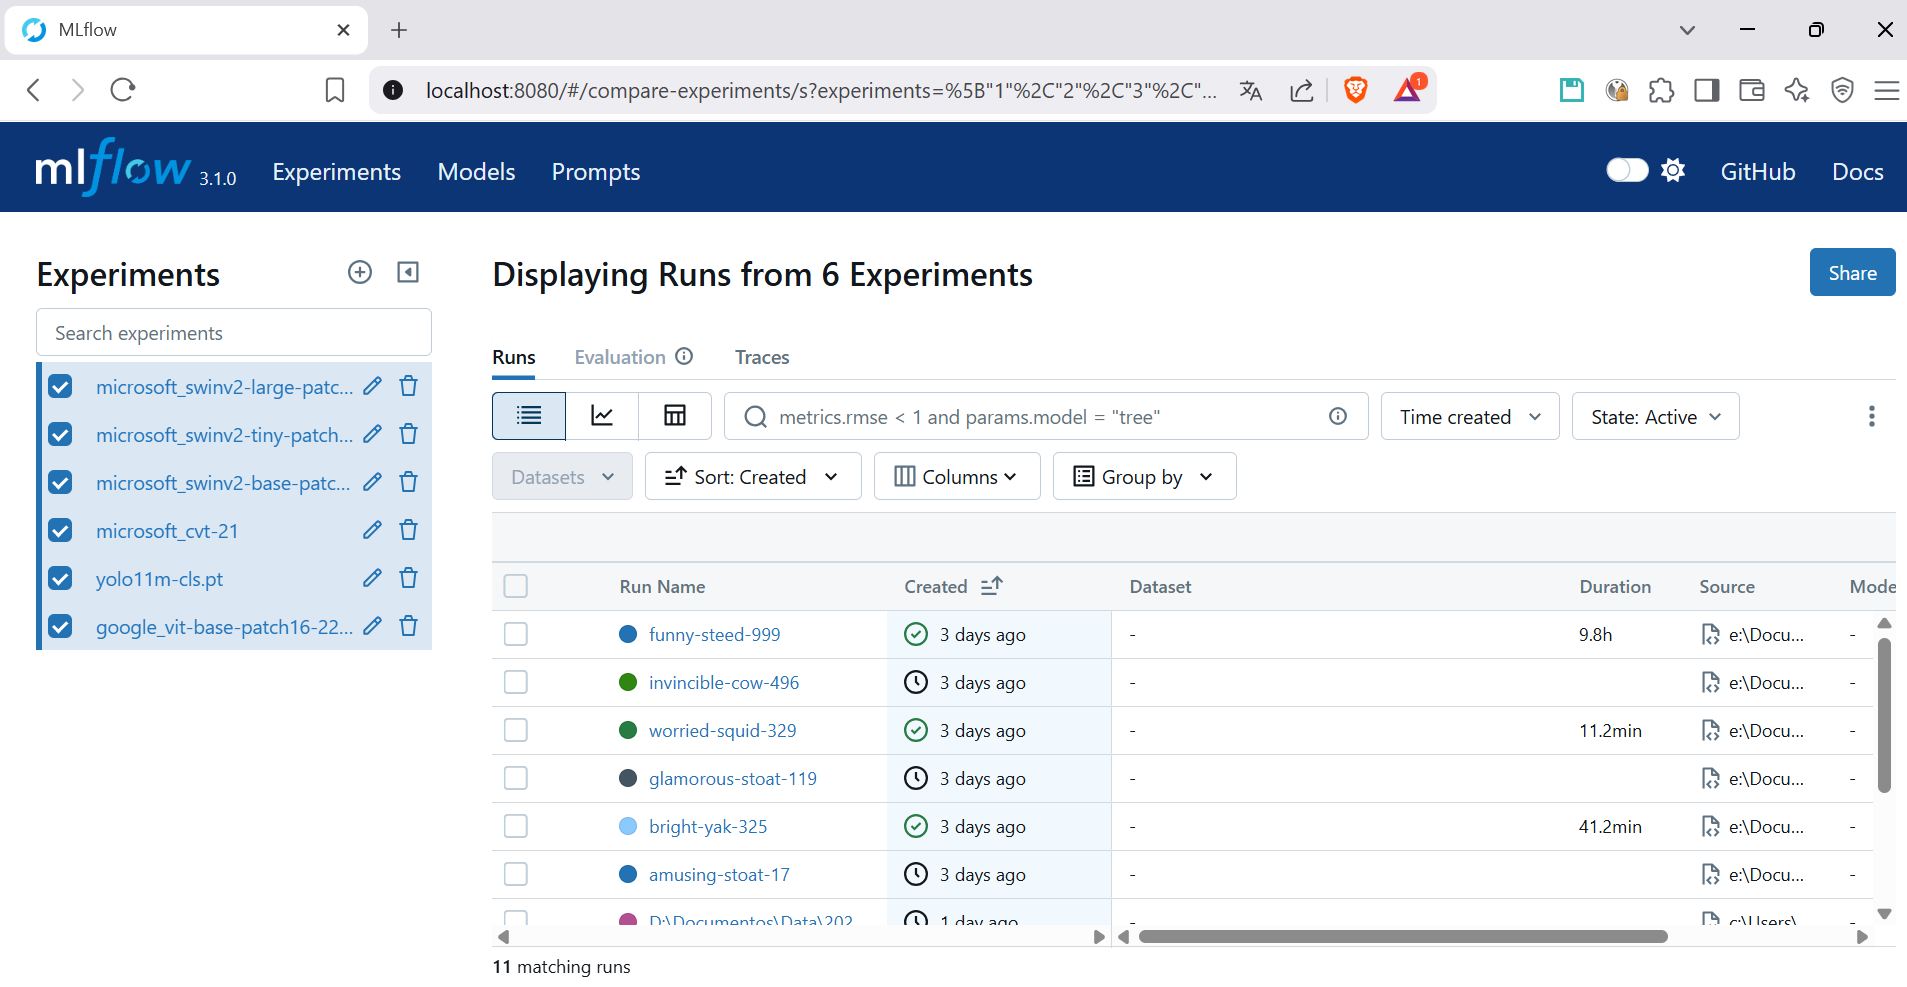 MLflow
localhost:8080/#/compare-experiments/s?experiments=%5B"1"%2C"2"%2C"3"%2C"...
1
mlflow 3.1.0 Experiments Models Prompts GitHub Docs
Experiments
Displaying Runs from 6 Experiments
Share
Search experiments
microsoft_swinv2-large-patc...
microsoft_swinv2-tiny-patch...
microsoft_swinv2-base-patc...
microsoft_cvt-21
yolo11m-cls.pt
google_vit-base-patch16-22...
Runs Evaluation Traces
metrics.rmse < 1 and params.model = "tree" Time created State: Active
Datasets Sort: Created Columns Group by
Run Name Created Dataset Duration Source Mode
funny-steed-999 3 days ago - 9.8h e:\Docu... -
invincible-cow-496 3 days ago - e:\Docu... -
worried-squid-329 3 days ago - 11.2min e:\Docu... -
glamorous-stoat-119 3 days ago - e:\Docu... -
bright-yak-325 3 days ago - 41.2min e:\Docu... -
amusing-stoat-17 3 days ago - e:\Docu... -
D:\Documentos\Data\202 1 day ago - c:\Users\ -
11 matching runs